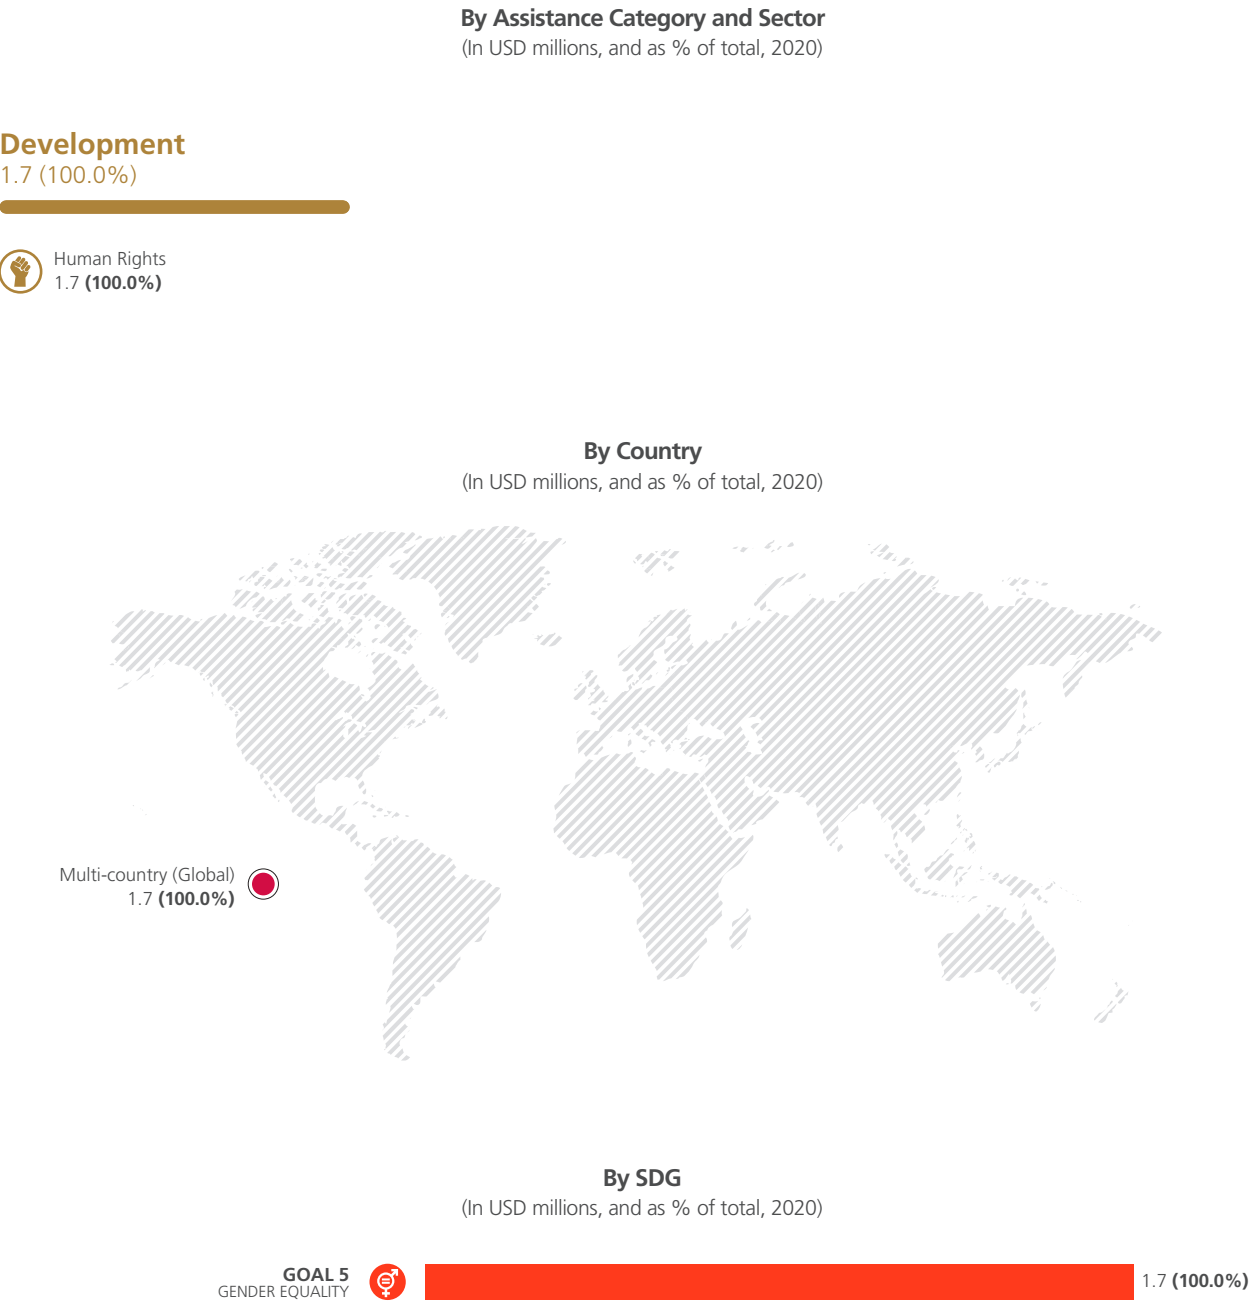 By Assistance Category and Sector
(In USD millions, and as % of total, 2020)
Development
1.7 (100.0%)
Human Rights
1.7 (100.0%)
By Country
(In USD millions, and as % of total, 2020)
Multi-country (Global)
1.7 (100.0%)
By SDG
(In USD millions, and as % of total, 2020)
GOAL 5
GENDER EQUALITY
1.7 (100.0%)